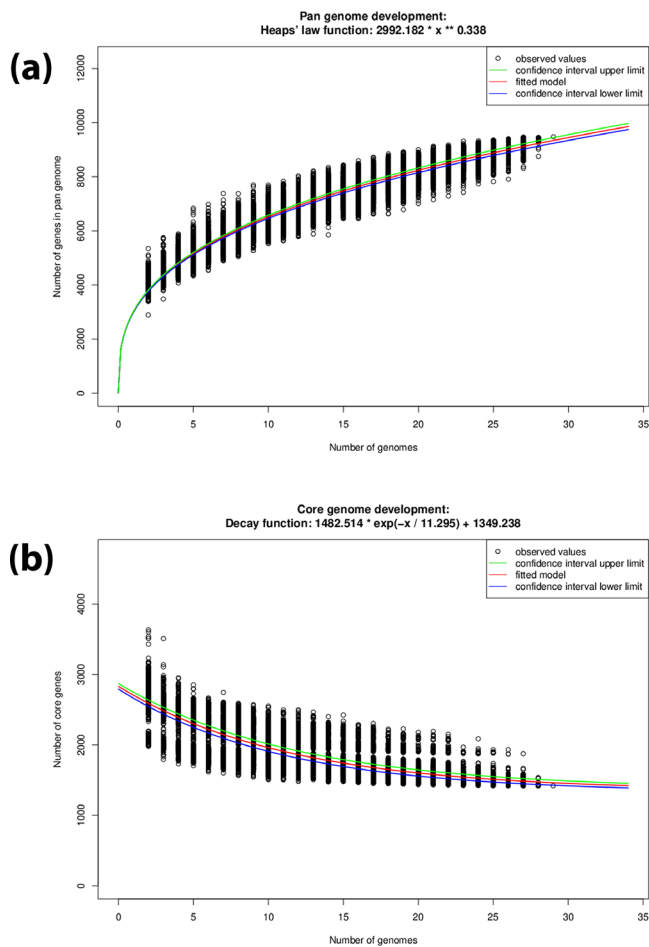 Pan genome development:
Heaps' law function: 2992.182 * x ** 0.338
(a)
observed values
confidence interval upper limit
fitted model
confidence interval lower limit
12000
10000
8000
6000
4000
2000
0
Number of genes in pan genome
0 5 10 15 20 25 30 35
Number of genomes
Core genome development:
Decay function: 1482.514 * exp(−x / 11.295) + 1349.238
(b)
observed values
confidence interval upper limit
fitted model
confidence interval lower limit
4000
3000
2000
1000
0
Number of core genes
0 5 10 15 20 25 30 35
Number of genomes